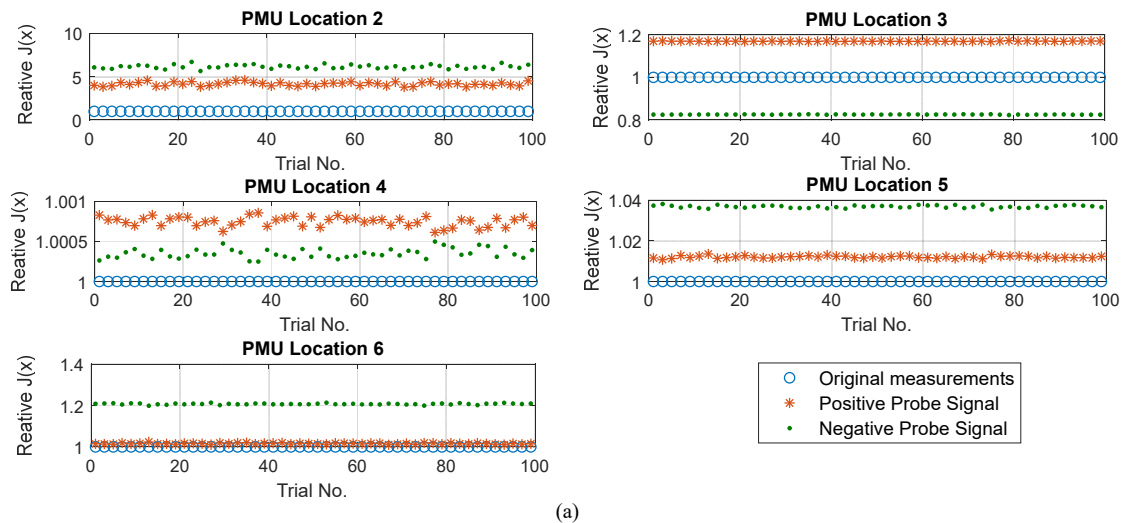 PMU Location 2
Reative J(x)
10
5
0
0 20 40 60 80 100
Trial No.
PMU Location 3
Reative J(x)
1.2
1
0.8
0 20 40 60 80 100
Trial No.
PMU Location 4
Reative J(x)
1.001
1.0005
1
0 20 40 60 80 100
Trial No.
PMU Location 5
Reative J(x)
1.04
1.02
1
0 20 40 60 80 100
Trial No.
PMU Location 6
Reative J(x)
1.4
1.2
1
0 20 40 60 80 100
Trial No.
Original measurements
Positive Probe Signal
Negative Probe Signal
(a)